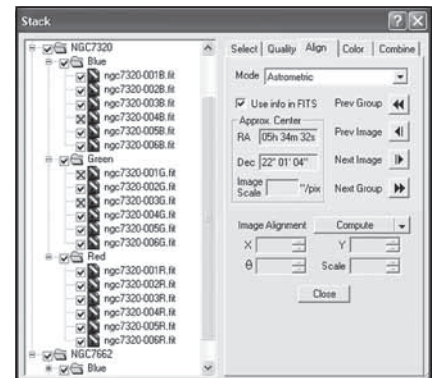 Stack
NGC7320
Blue
ngc7320-001B.fit
ngc7320-002B.fit
ngc7320-003B.fit
ngc7320-004B.fit
ngc7320-005B.fit
ngc7320-006B.fit
Green
ngc7320-001G.fit
ngc7320-002G.fit
ngc7320-003G.fit
ngc7320-004G.fit
ngc7320-005G.fit
ngc7320-006G.fit
Red
ngc7320-001R.fit
ngc7320-002R.fit
ngc7320-003R.fit
ngc7320-004R.fit
ngc7320-005R.fit
ngc7320-006R.fit
NGC7662
Blue
Select Quality Align Color Combine
Mode Astrometric
Use info in FITS Prev Group
Approx. Center
RA 05h 34m 32s Prev Image
Dec 22° 01' 04" Next Image
Image Scale "/pix Next Group
Image Alignment Compute
X Y
θ Scale
Close